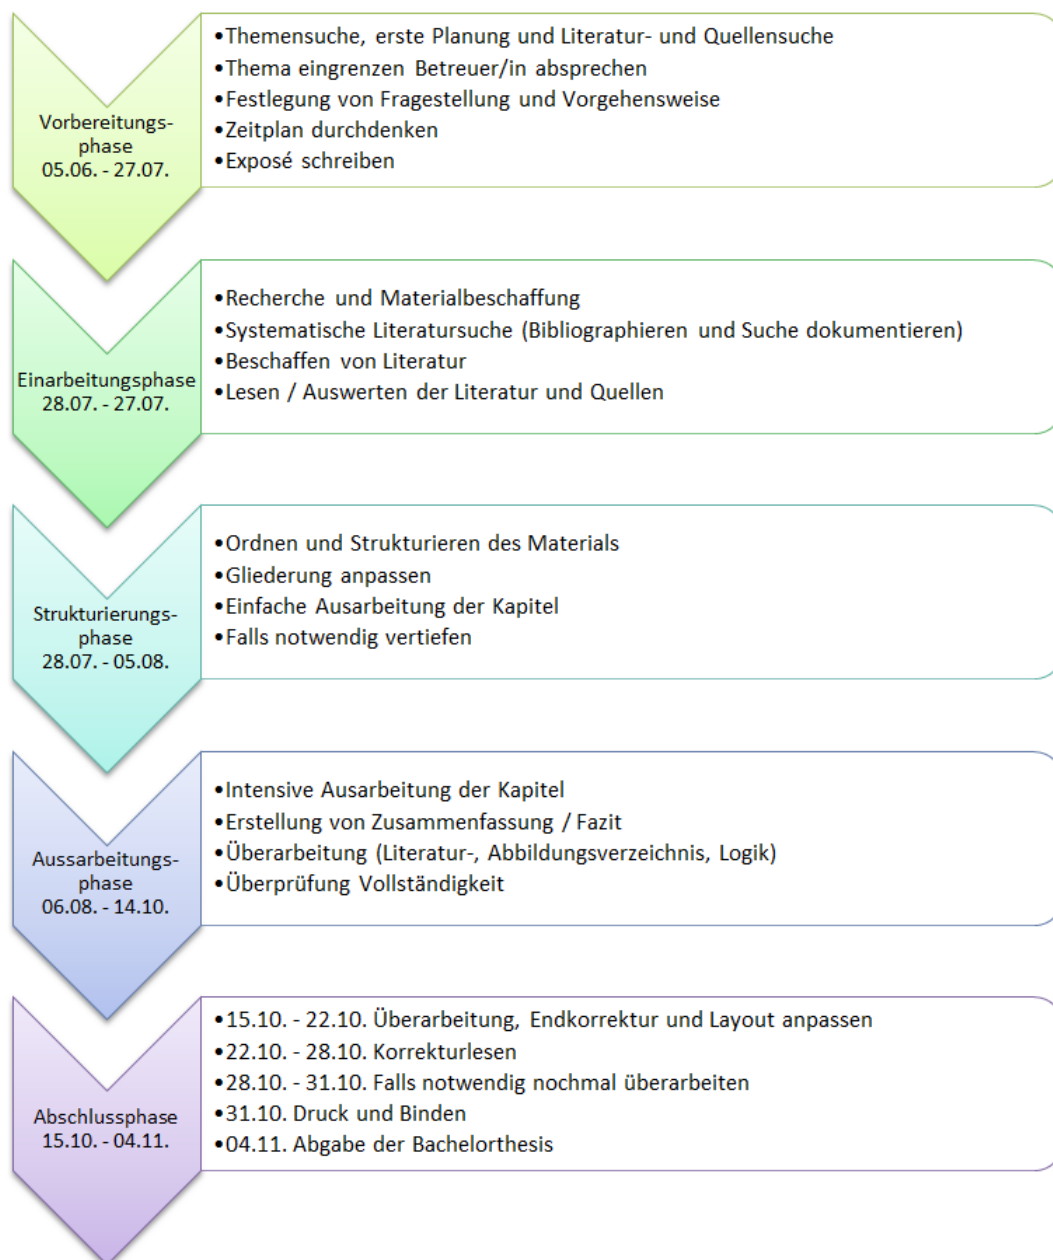 Vorbereitungs-
phase
05.06. - 27.07.
•Themensuche, erste Planung und Literatur- und Quellensuche
•Thema eingrenzen Betreuer/in absprechen
•Festlegung von Fragestellung und Vorgehensweise
•Zeitplan durchdenken
•Exposé schreiben
Einarbeitungsphase
28.07. - 27.07.
•Recherche und Materialbeschaffung
•Systematische Literatursuche (Bibliographieren und Suche dokumentieren)
•Beschaffen von Literatur
•Lesen / Auswerten der Literatur und Quellen
Strukturierungs-
phase
28.07. - 05.08.
•Ordnen und Strukturieren des Materials
•Gliederung anpassen
•Einfache Ausarbeitung der Kapitel
•Falls notwendig vertiefen
Aussarbeitungs-
phase
06.08. - 14.10.
•Intensive Ausarbeitung der Kapitel
•Erstellung von Zusammenfassung / Fazit
•Überarbeitung (Literatur-, Abbildungsverzeichnis, Logik)
•Überprüfung Vollständigkeit
Abschlussphase
15.10. - 04.11.
•15.10. - 22.10. Überarbeitung, Endkorrektur und Layout anpassen
•22.10. - 28.10. Korrekturlesen
•28.10. - 31.10. Falls notwendig nochmal überarbeiten
•31.10. Druck und Binden
•04.11. Abgabe der Bachelorthesis